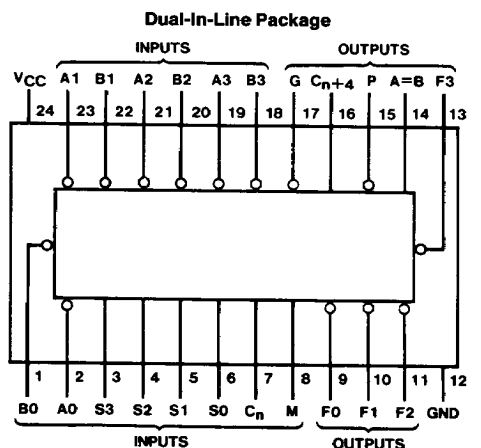 Dual-In-Line Package
INPUTS OUTPUTS
VCC A1 B1 A2 B2 A3 B3 G Cn+4 P A=B F3
24 23 22 21 20 19 18 17 16 15 14 13
1 2 3 4 5 6 7 8 9 10 11 12
B0 A0 S3 S2 S1 S0 Cn M F0 F1 F2 GND
INPUTS OUTPUTS